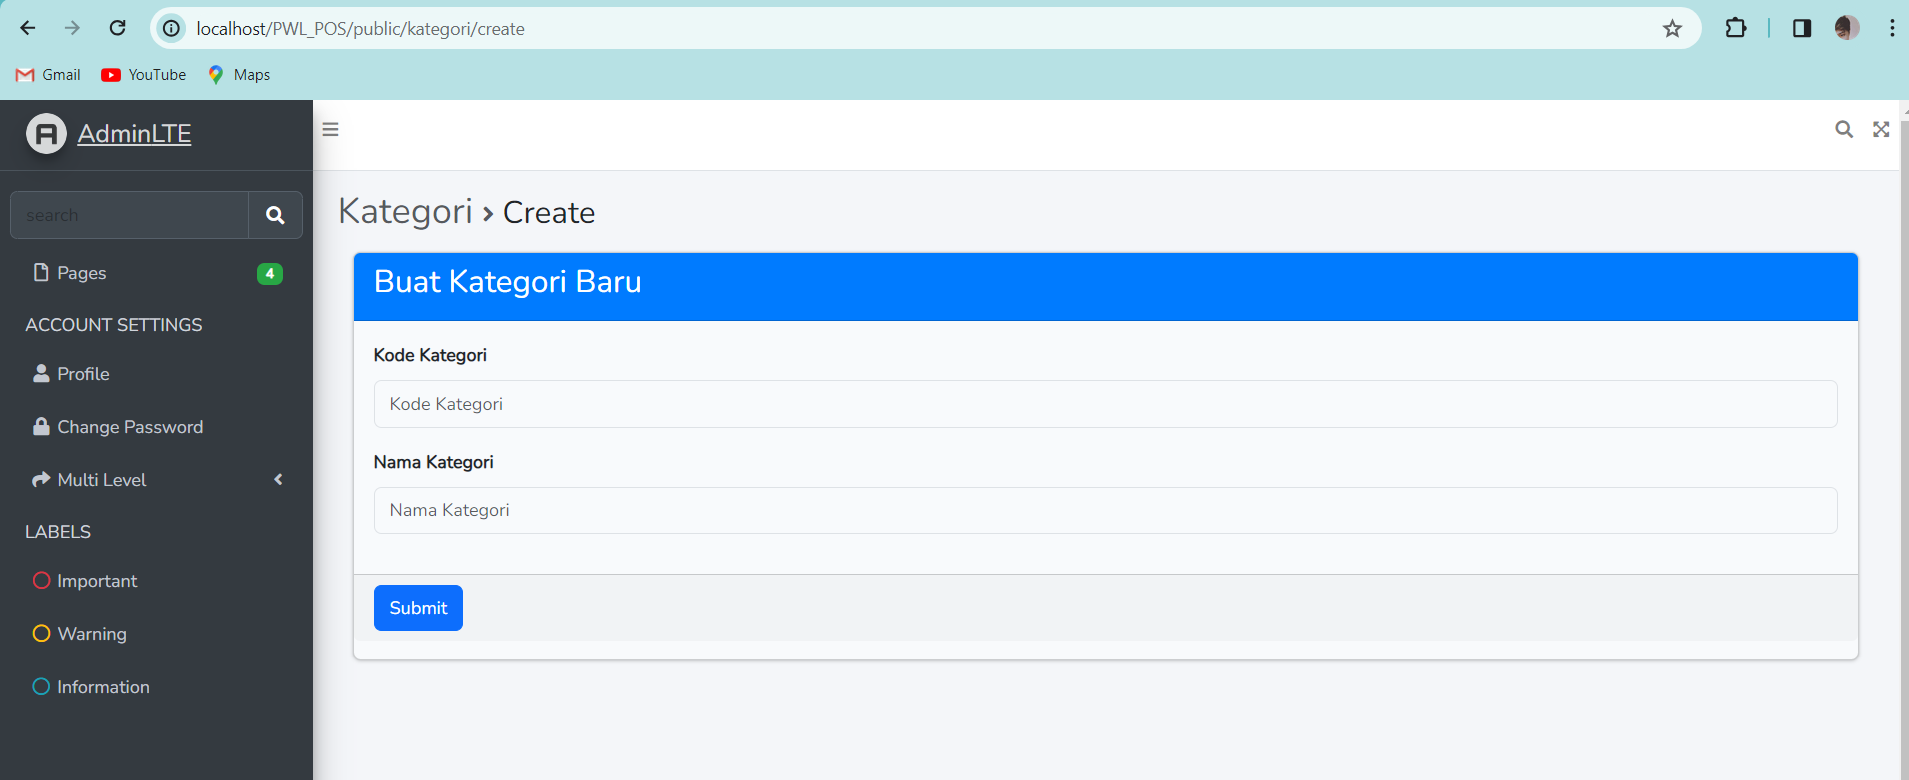 localhost/PWL_POS/public/kategori/create
Gmail YouTube Maps
AdminLTE
search
Pages 4
ACCOUNT SETTINGS
Profile
Change Password
Multi Level
LABELS
Important
Warning
Information
Kategori > Create
Buat Kategori Baru
Kode Kategori
Kode Kategori
Nama Kategori
Nama Kategori
Submit